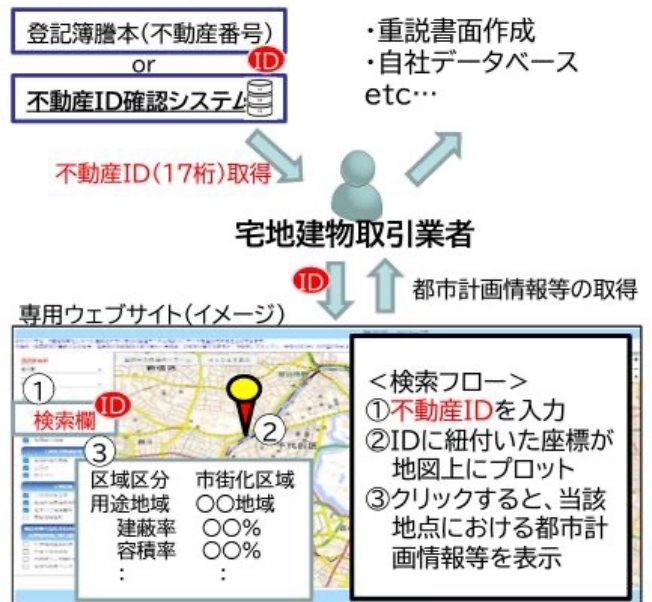 登記簿謄本(不動産番号)
or
ID
不動産ID確認システム
・重説書面作成
・自社データベース
etc…
不動産ID(17桁)取得
宅地建物取引業者
ID
都市計画情報等の取得
専用ウェブサイト(イメージ)
①
検索欄
ID
②
③
区域区分 市街化区域
用途地域 〇〇地域
建蔽率 〇〇%
容積率 〇〇%
: :
<検索フロー>
①不動産IDを入力
②IDに紐付いた座標が
地図上にプロット
③クリックすると、当該
地点における都市計
画情報等を表示